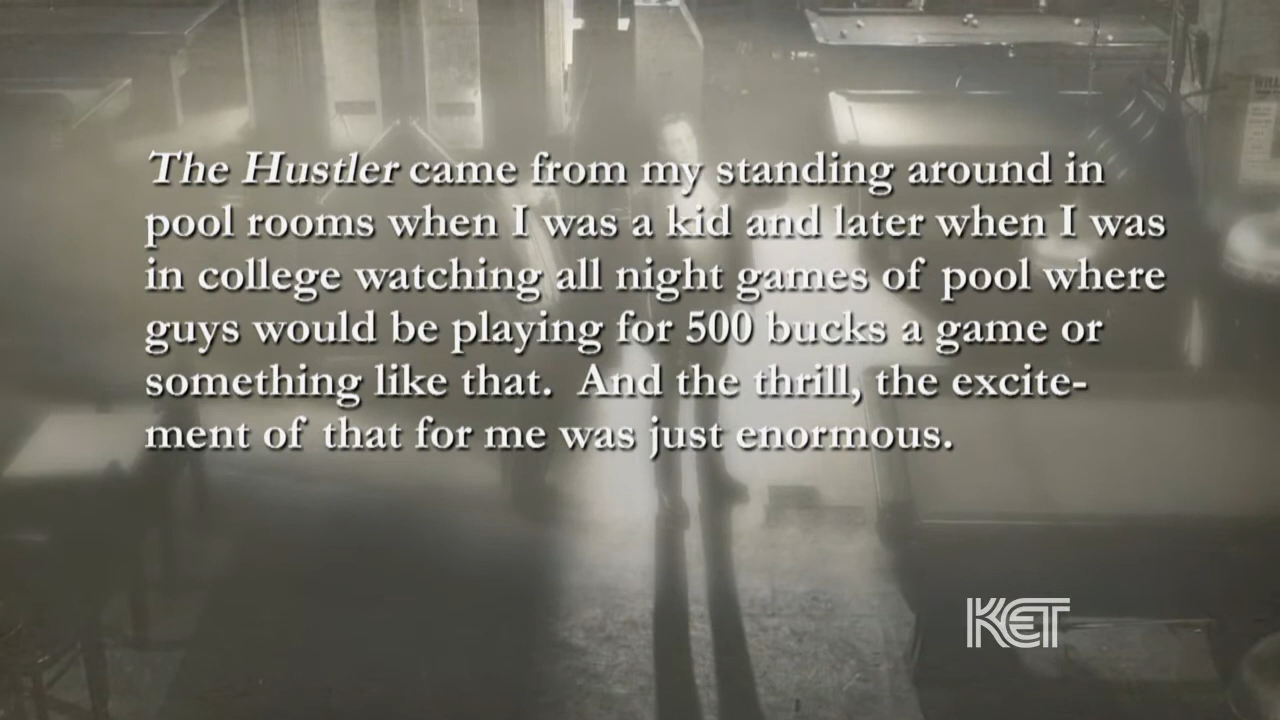 The Hustler came from my standing around in
pool rooms when I was a kid and later when I was
in college watching all night games of pool where
guys would be playing for 500 bucks a game or
something like that. And the thrill, the excite-
ment of that for me was just enormous.
KET